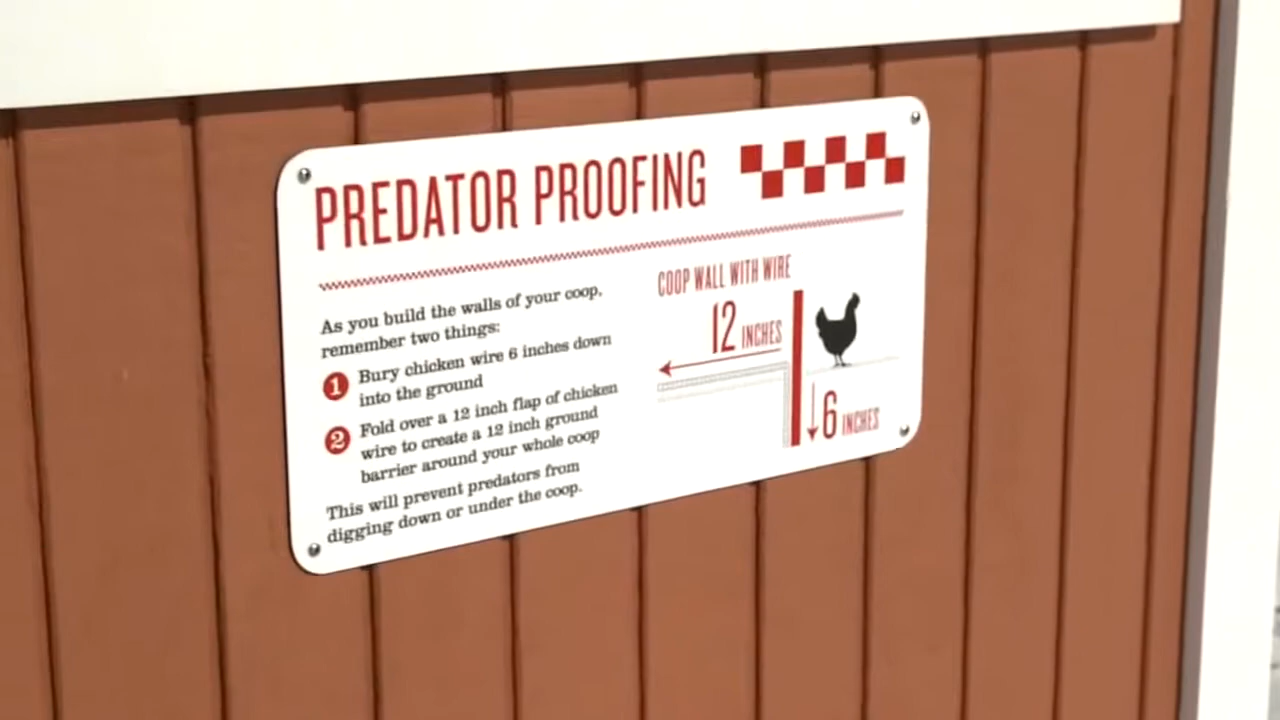 PREDATOR PROOFING
As you build the walls of your coop,
remember two things:
1 Bury chicken wire 6 inches down
into the ground
2 Fold over a 12 inch flap of chicken
wire to create a 12 inch ground
barrier around your whole coop
This will prevent predators from
digging down or under the coop.
COOP WALL WITH WIRE
12 INCHES
6 INCHES